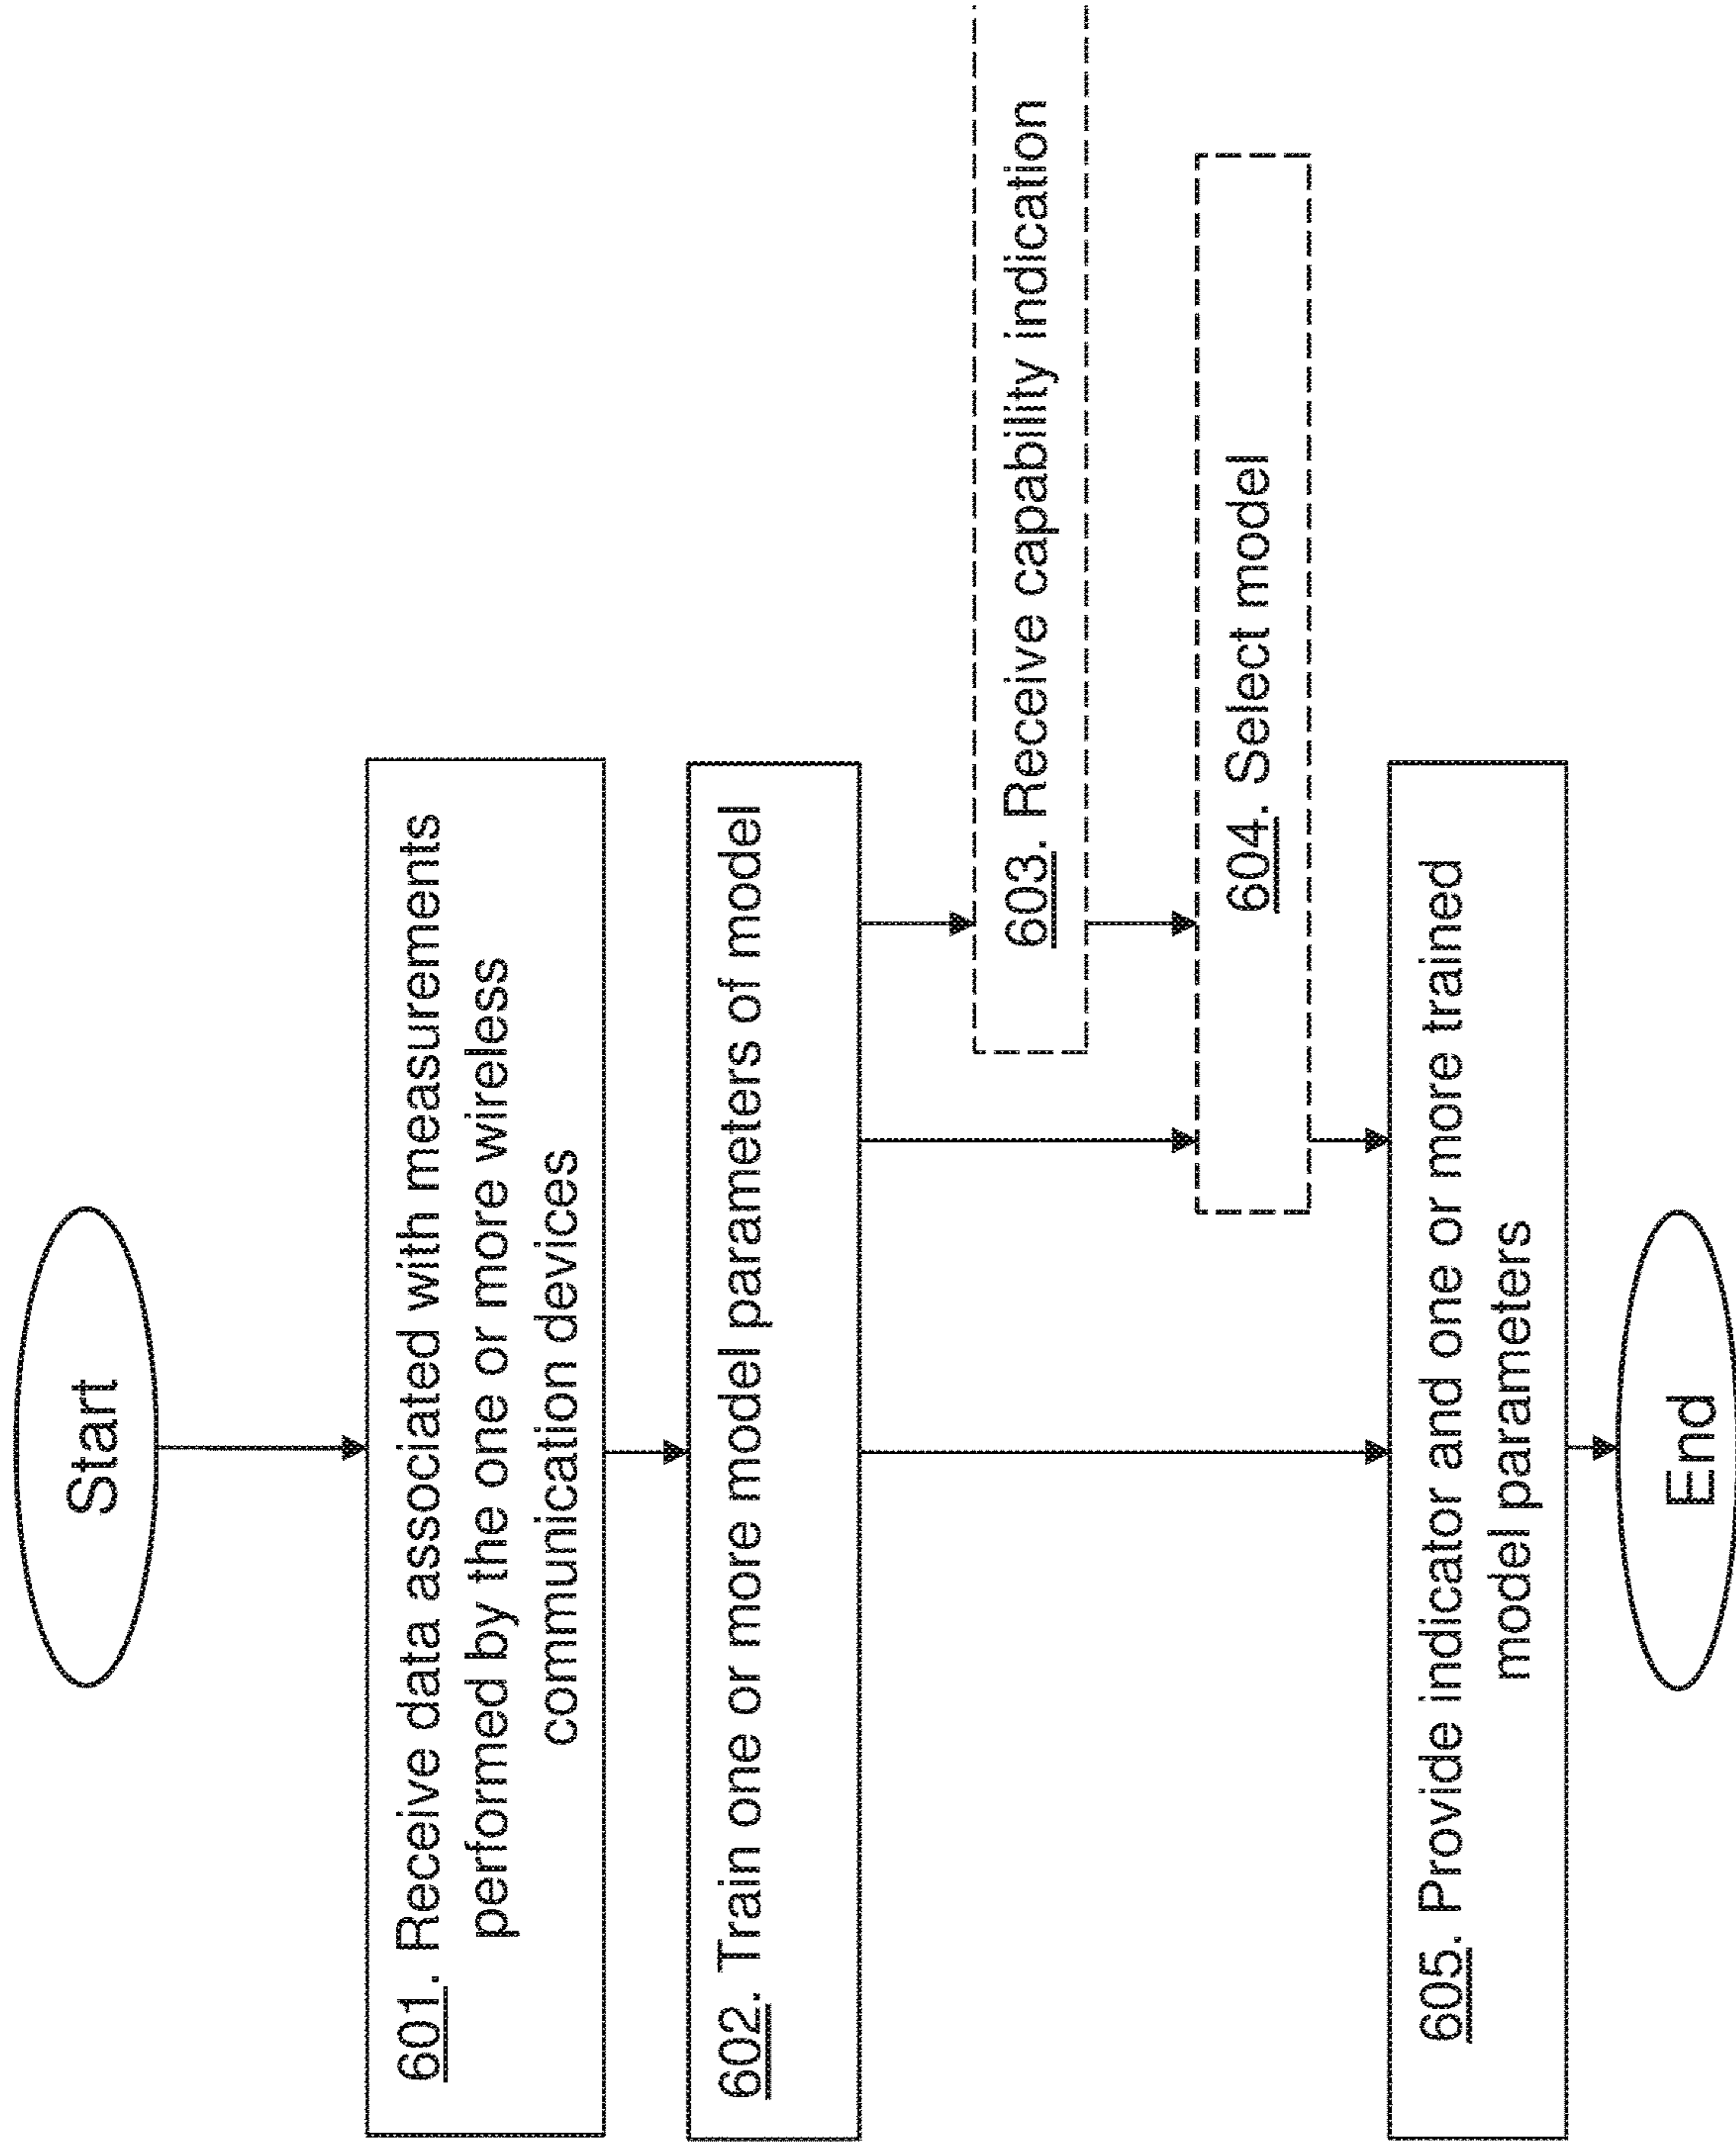 Start
601. Receive data associated with measurements
performed by the one or more wireless
communication devices
602. Train one or more model parameters of model
603. Receive capability indication
604. Select model
605. Provide indicator and one or more trained
model parameters
End